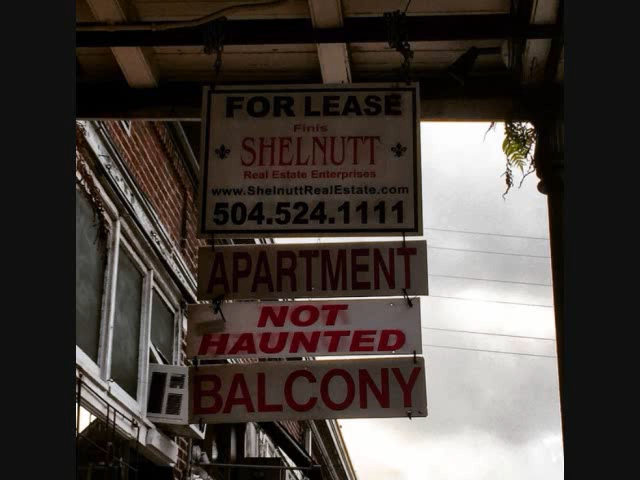 FOR LEASE
Finis
SHELNUTT
Real Estate Enterprises
www.ShelnuttRealEstate.com
504.524.1111
APARTMENT
NOT
HAUNTED
BALCONY